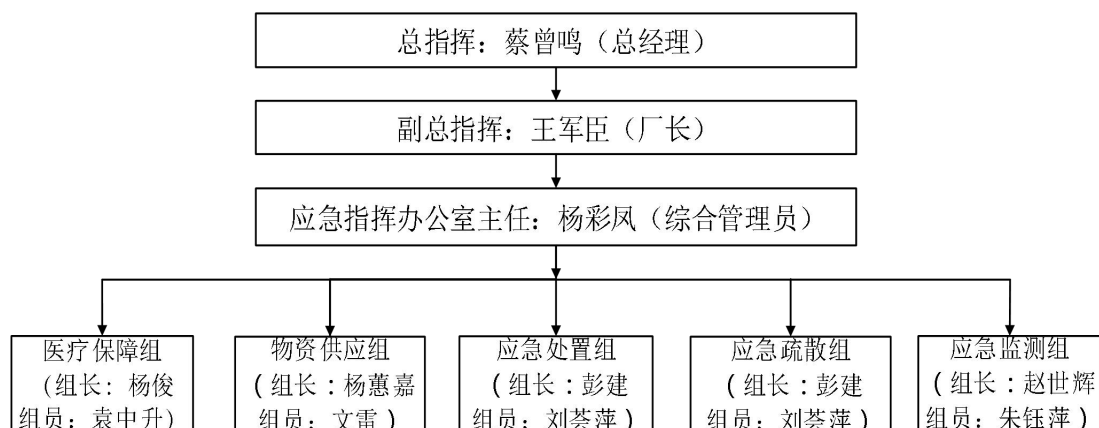 总指挥：蔡曾鸣（总经理）
副总指挥：王军臣（厂长）
应急指挥办公室主任：杨彩凤（综合管理员）
医疗保障组
（组长：杨俊
组员：袁中升）
物资供应组
（组长：杨蕙嘉
组员：文雷）
应急处置组
（组长：彭建
组员：刘荟萍）
应急疏散组
（组长：彭建
组员：刘荟萍）
应急监测组
（组长：赵世辉
组员：朱钰萍）